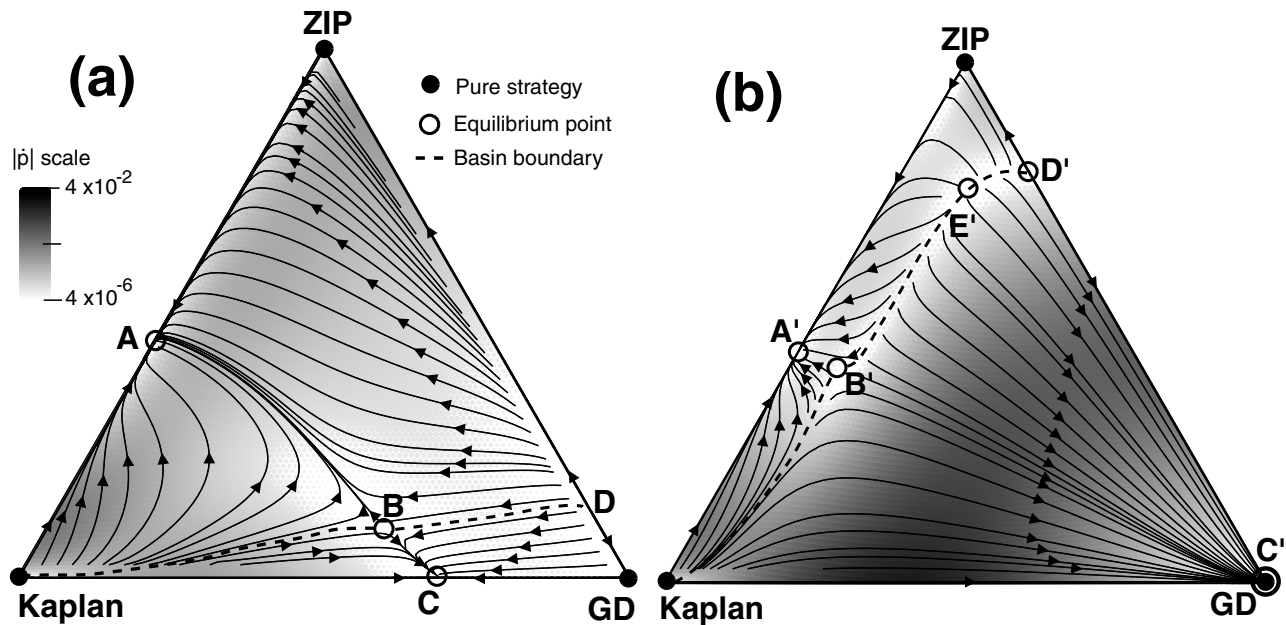 (a)
ZIP
Pure strategy
Equilibrium point
Basin boundary
|ṗ| scale
4 x10⁻²
4 x10⁻⁶
A
B
D
C
Kaplan
GD
(b)
ZIP
D'
E'
A'
B'
C'
Kaplan
GD